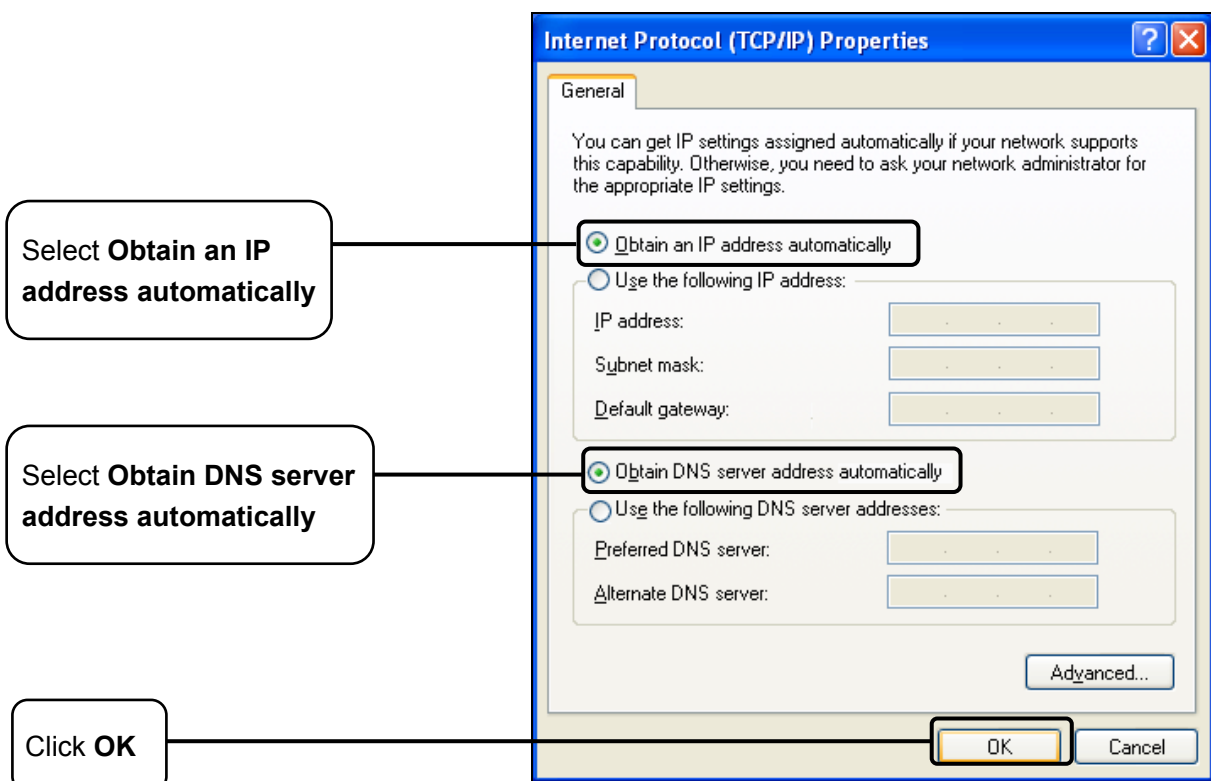 Internet Protocol (TCP/IP) Properties
General
You can get IP settings assigned automatically if your network supports
this capability. Otherwise, you need to ask your network administrator for
the appropriate IP settings.
Select Obtain an IP
address automatically
Obtain an IP address automatically
Use the following IP address:
IP address:
Subnet mask:
Default gateway:
Select Obtain DNS server
address automatically
Obtain DNS server address automatically
Use the following DNS server addresses:
Preferred DNS server:
Alternate DNS server:
Advanced...
Click OK
OK
Cancel